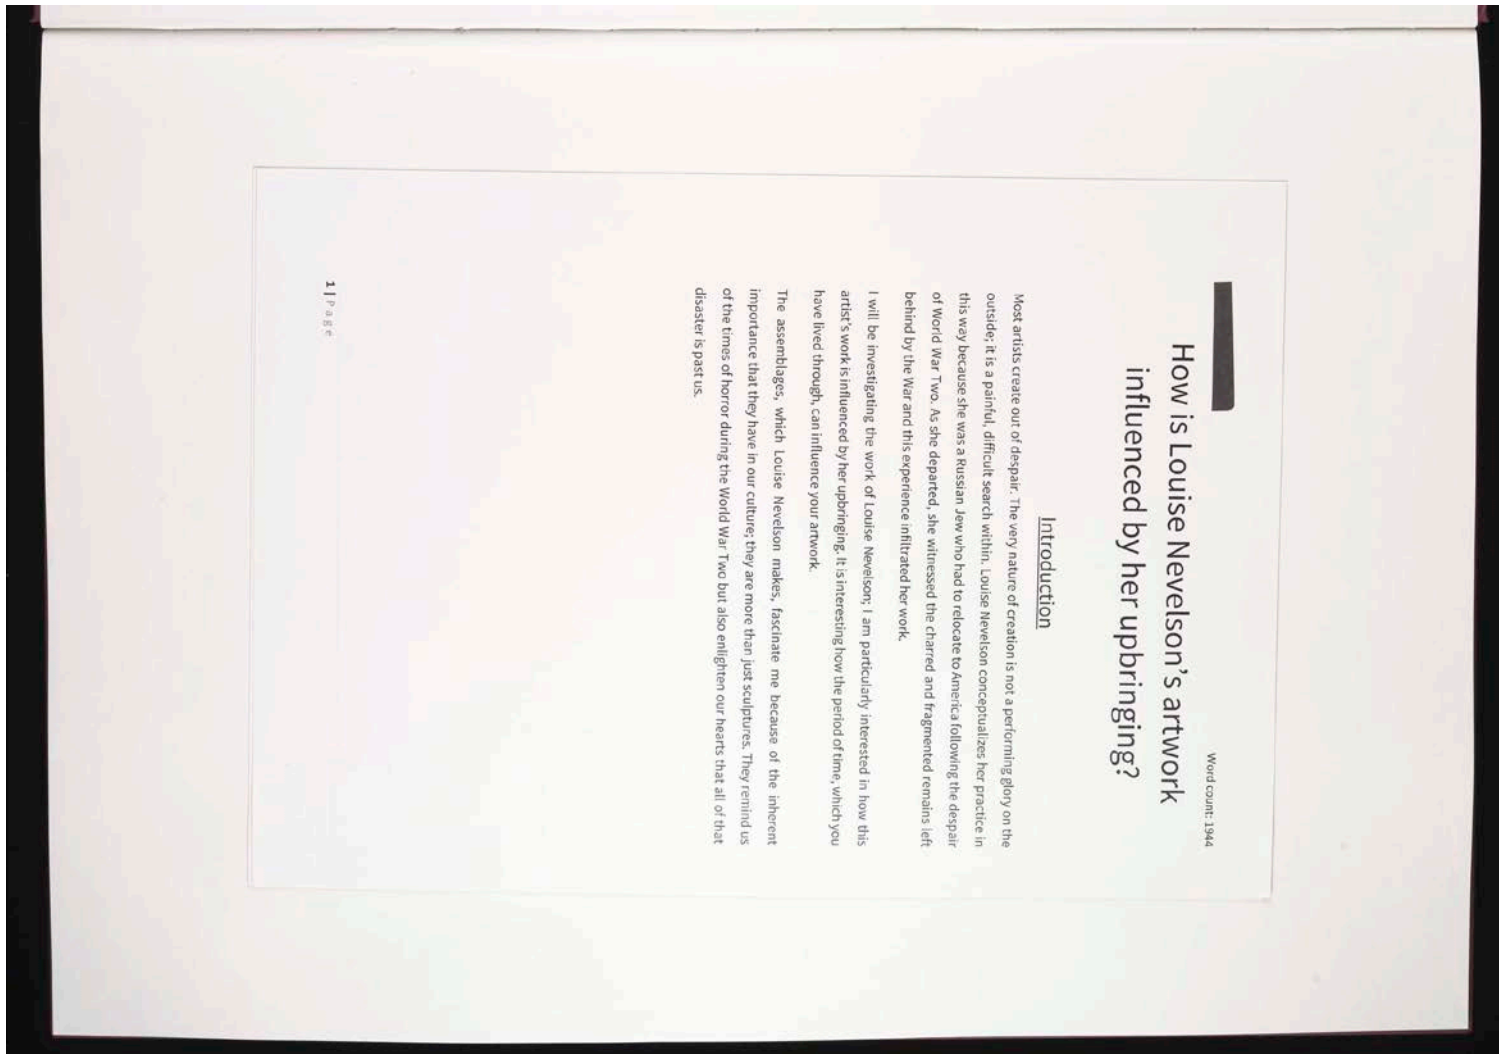 Word count: 1944
How is Louise Nevelson's artwork
influenced by her upbringing?
Introduction
Most artists create out of despair. The very nature of creation is not a performing glory on the
outside; it is a painful, difficult search within. Louise Nevelson conceptualizes her practice in
this way because she was a Russian Jew who had to relocate to America following the despair
of World War Two. As she departed, she witnessed the charred and fragmented remains left
behind by the War and this experience infiltrated her work.
I will be investigating the work of Louise Nevelson; I am particularly interested in how this
artist's work is influenced by her upbringing. It is interesting how the period of time, which you
have lived through, can influence your artwork.
The assemblages, which Louise Nevelson makes, fascinate me because of the inherent
importance that they have in our culture; they are more than just sculptures. They remind us
of the times of horror during the World War Two but also enlighten our hearts that all of that
disaster is past us.
1 | Page